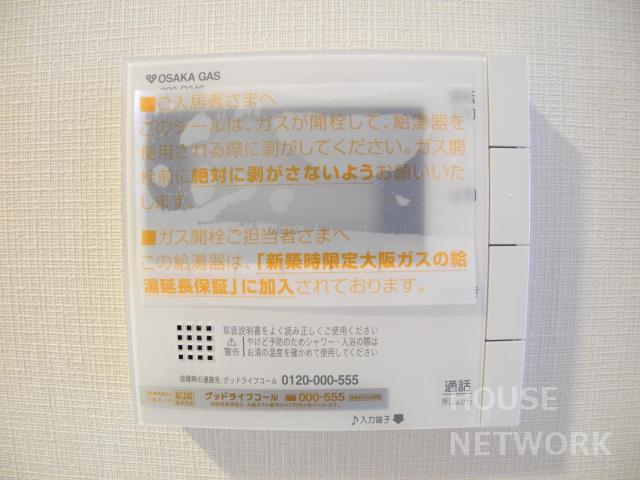 OSAKA GAS
■ご入居者さまへ
このシールは、ガスが開栓して、給湯器を
使用される際に剥がしてください。ガス開
栓前に絶対に剥がさないようお願いいた
します。
■ガス開栓ご担当者さまへ
この給湯器は、「新築時限定大阪ガスの給
湯延長保証」に加入されております。
取扱説明書をよく読み正しくご使用ください
⚠警告
やけど予防のためシャワー・入浴の際は
お湯の温度を確かめて使用してください
故障時の連絡先 グッドライフコール 0120-000-555
グッドライフコール 000-555
通話
押しながら
♪入力端子
HOUSE
NETWORK